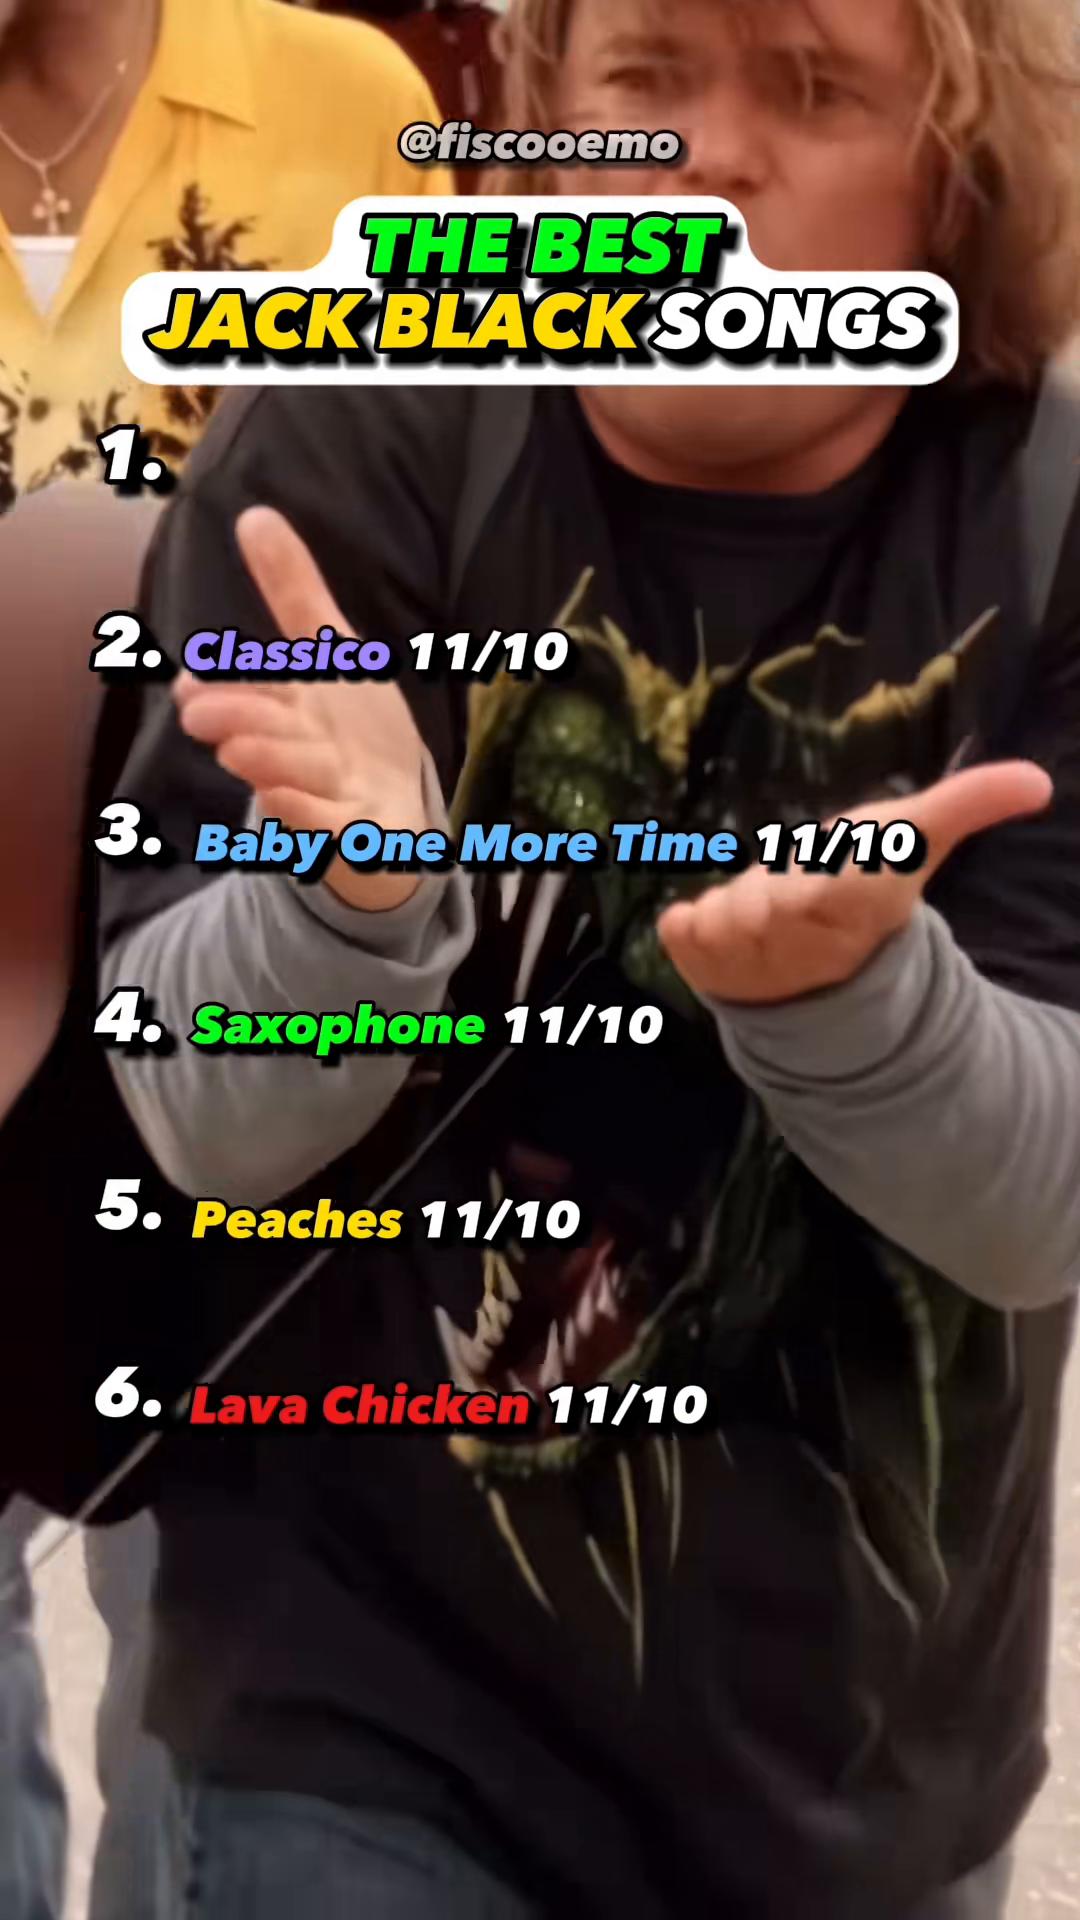 @fiscooemo
THE BEST
JACK BLACK SONGS
1.
2. Classico 11/10
3. Baby One More Time 11/10
4. Saxophone 11/10
5. Peaches 11/10
6. Lava Chicken 11/10